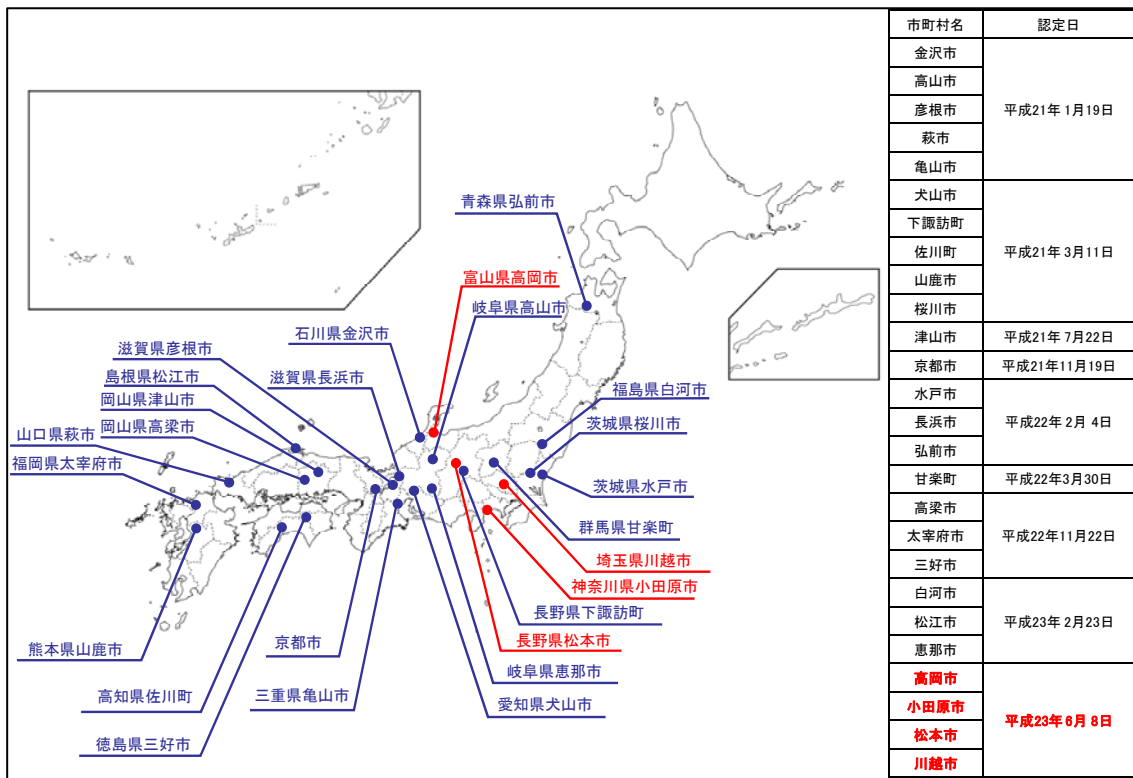 青森県弘前市
富山県高岡市
岐阜県高山市
石川県金沢市
滋賀県彦根市
滋賀県長浜市
島根県松江市
岡山県津山市
岡山県高梁市
山口県萩市
福岡県太宰府市
福島県白河市
茨城県桜川市
茨城県水戸市
群馬県甘楽町
埼玉県川越市
神奈川県小田原市
長野県下諏訪町
長野県松本市
岐阜県恵那市
愛知県犬山市
京都市
三重県亀山市
熊本県山鹿市
高知県佐川町
徳島県三好市
市町村名 認定日
金沢市
高山市
彦根市 平成21年1月19日
萩市
亀山市
犬山市
下諏訪町
佐川町 平成21年3月11日
山鹿市
桜川市
津山市 平成21年7月22日
京都市 平成21年11月19日
水戸市
長浜市 平成22年2月4日
弘前市
甘楽町 平成22年3月30日
高梁市
太宰府市 平成22年11月22日
三好市
白河市
松江市 平成23年2月23日
恵那市
高岡市
小田原市 平成23年6月8日
松本市
川越市